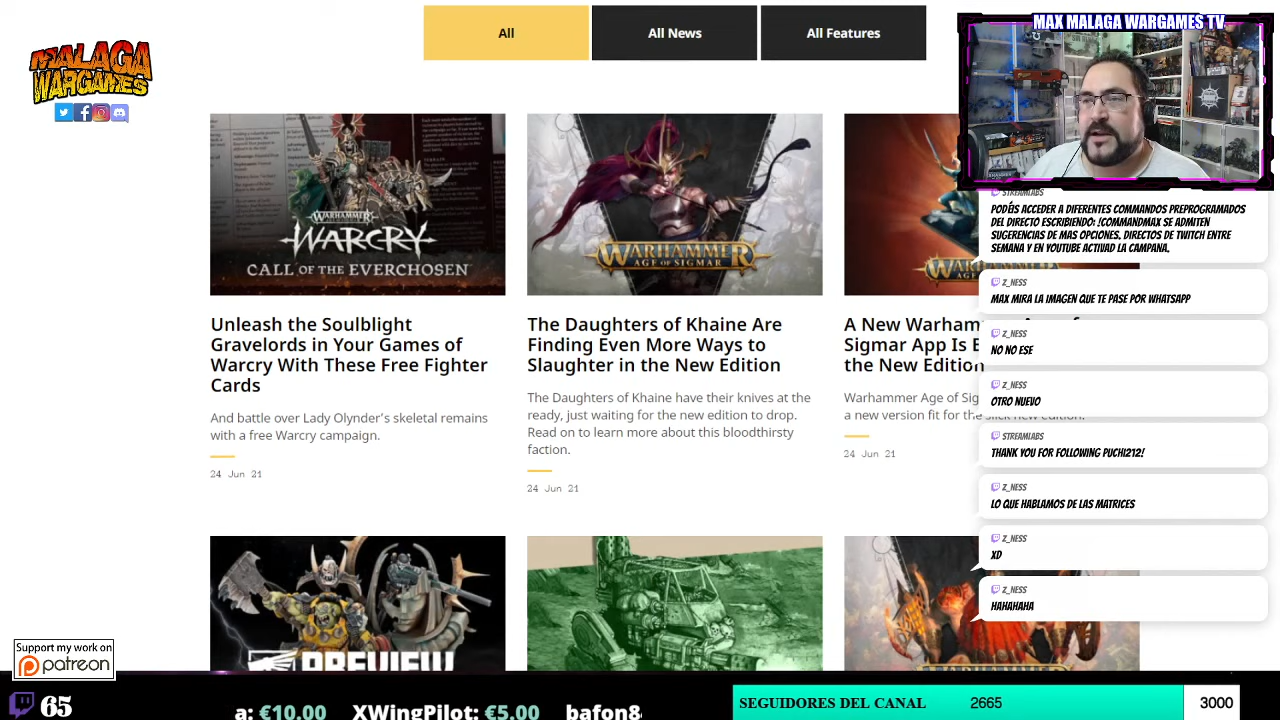 All
All News
All Features
MALAGA
WARGAMES
MAX MALAGA WARGAMES TV
WARHAMMER
WARCRY
CALL OF THE EVERCHOSEN
WARHAMMER
AGE OF SIGMAR
Unleash the Soulblight
Gravelords in Your Games of
Warcry With These Free Fighter
Cards
And battle over Lady Olynder's skeletal remains
with a free Warcry campaign.
24 Jun 21
The Daughters of Khaine Are
Finding Even More Ways to
Slaughter in the New Edition
The Daughters of Khaine have their knives at the
ready, just waiting for the new edition to drop.
Read on to learn more about this bloodthirsty
faction.
24 Jun 21
A New
Sigmar App Is
the New Edition
Warhammer Age of
a new version fit for the slick new edition.
24 Jun 21
STREAMLABS
PODÉIS ACCEDER A DIFERENTES COMMANDOS PREPROGRAMADOS
DEL DIRECTO ESCRIBIENDO: !COMMANDMAX SE ADMITEN
SUGERENCIAS DE MAS OPCIONES, DIRECTOS DE TWITCH ENTRE
SEMANA Y EN YOUTUBE ACTIVAD LA CAMPANA.
Z_NESS
MAX MIRA LA IMAGEN QUE TE PASE POR WHATSAPP
Z_NESS
NO NO ESE
Z_NESS
OTRO NUEVO
STREAMLABS
THANK YOU FOR FOLLOWING PUCHI212!
Z_NESS
LO QUE HABLAMOS DE LAS MATRICES
Z_NESS
XD
Z_NESS
HAHAHAHA
PREVIEW
Support my work on
patreon
65
a: €10.00 XWingPilot: €5.00 bafon8
SEGUIDORES DEL CANAL 2665 3000